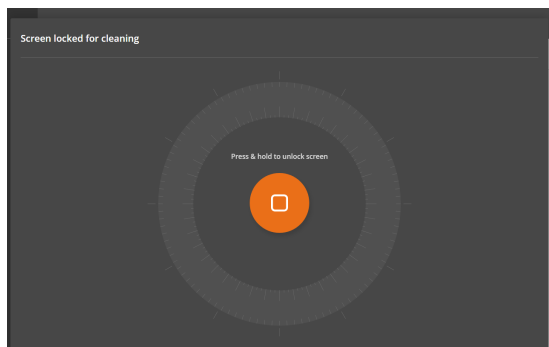 Screen locked for cleaning
Press & hold to unlock screen